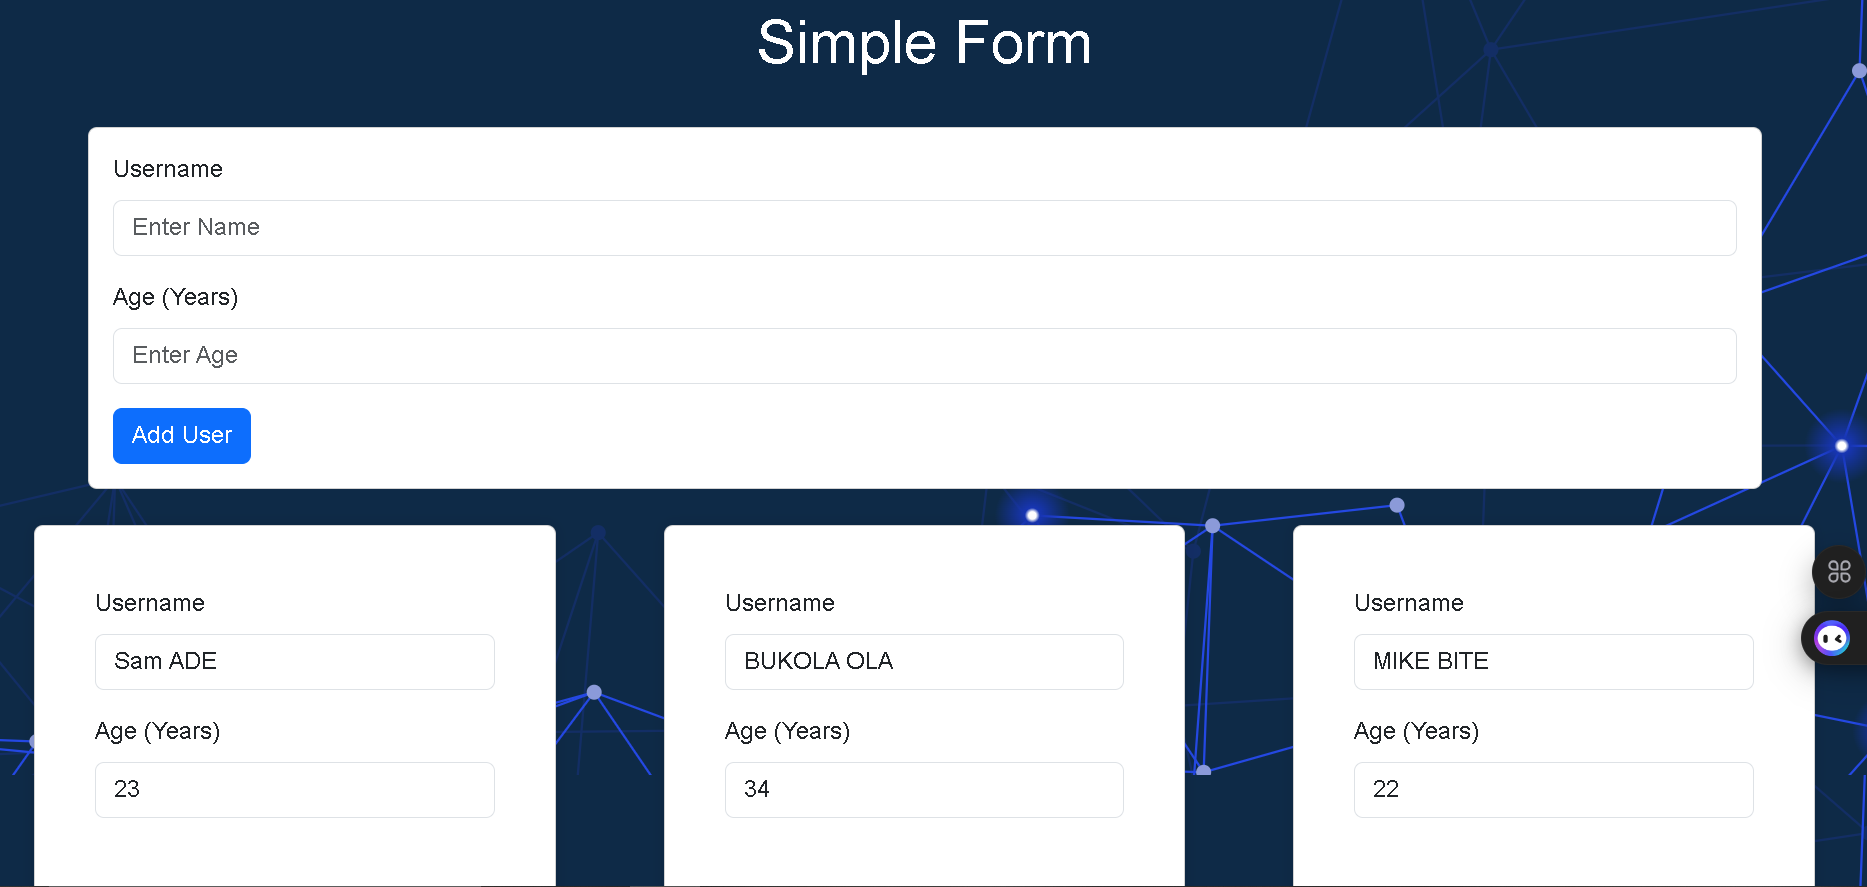 Simple Form
Username
Enter Name
Age (Years)
Enter Age
Add User
Username
Sam ADE
Age (Years)
23
Username
BUKOLA OLA
Age (Years)
34
Username
MIKE BITE
Age (Years)
22